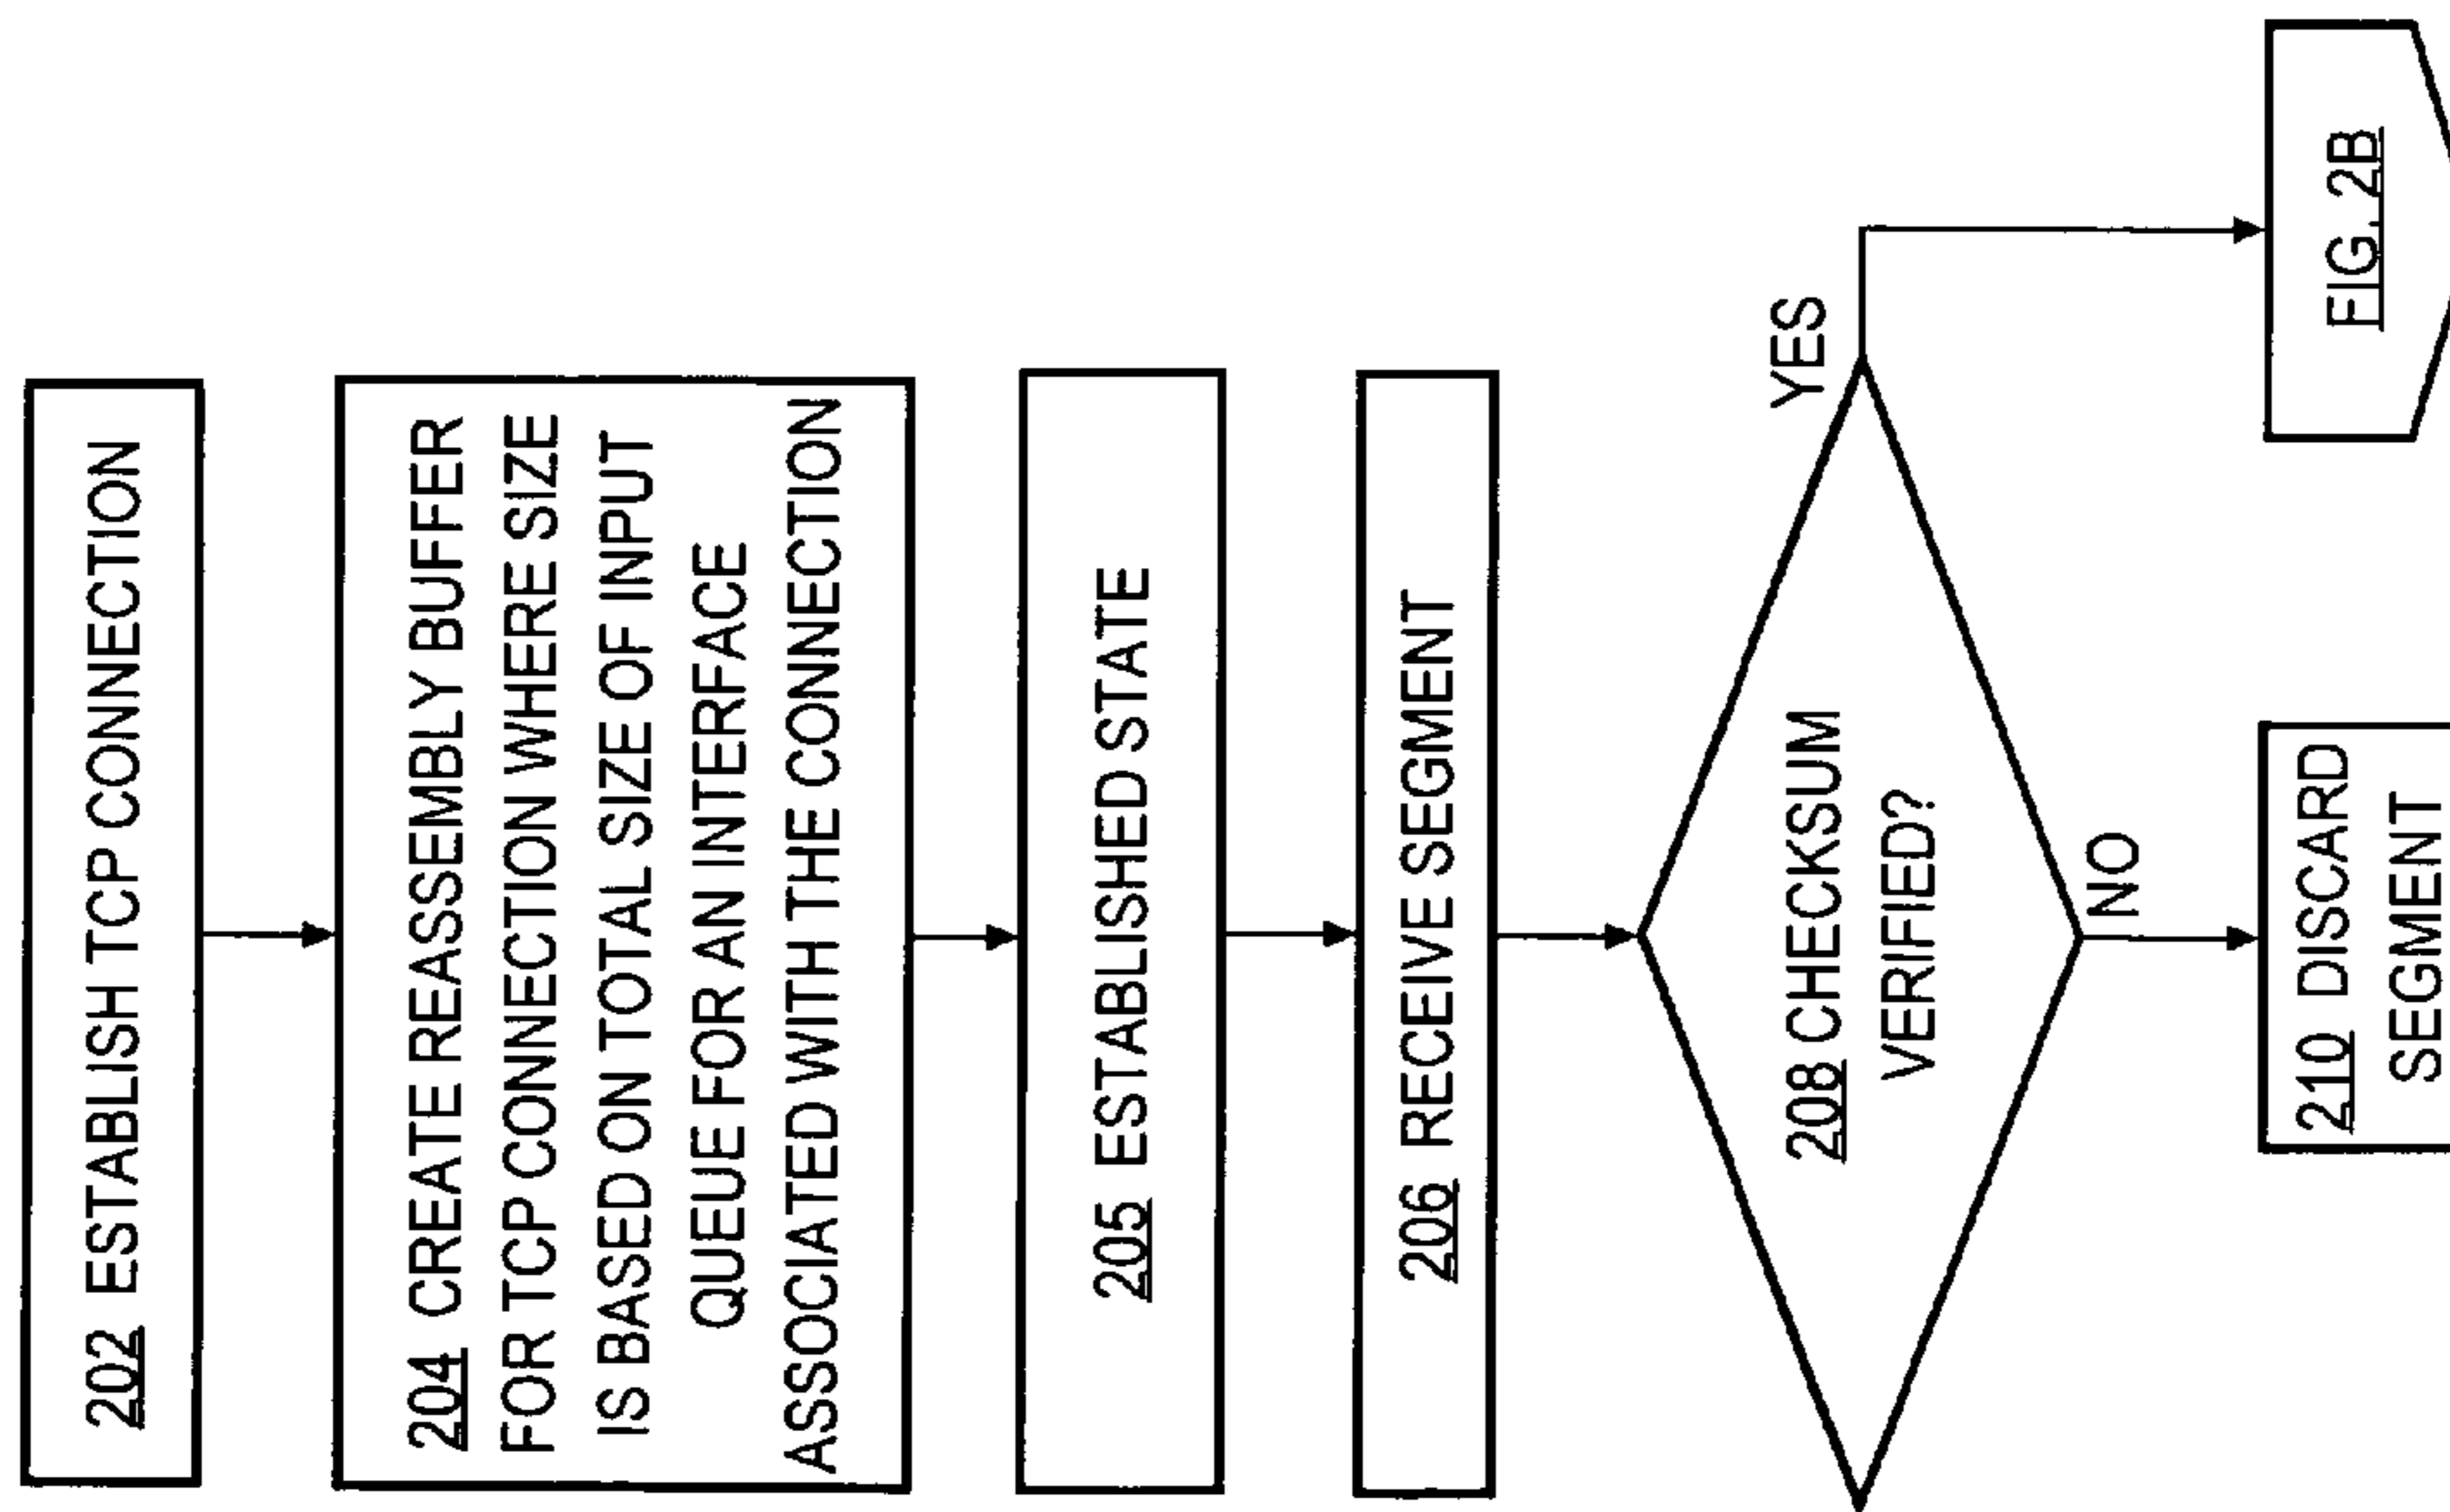 202 ESTABLISH TCP CONNECTION
204 CREATE REASSEMBLY BUFFER
FOR TCP CONNECTION WHERE SIZE
IS BASED ON TOTAL SIZE OF INPUT
QUEUE FOR AN INTERFACE
ASSOCIATED WITH THE CONNECTION
205 ESTABLISHED STATE
206 RECEIVE SEGMENT
208 CHECKSUM
VERIFIED?
YES
NO
210 DISCARD
SEGMENT
FIG. 2B